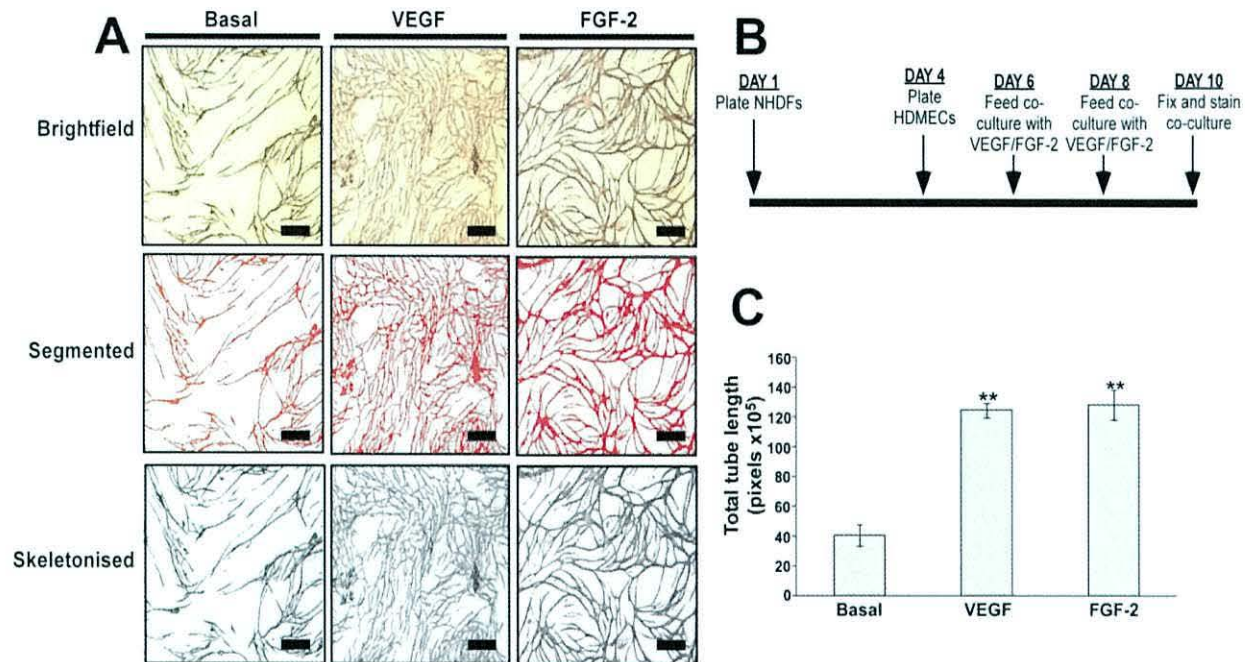 A
Basal
VEGF
FGF-2
Brightfield
Segmented
Skeletonised
B
DAY 1
Plate NHDFs
DAY 4
Plate
HDMECs
DAY 6
Feed co-
culture with
VEGF/FGF-2
DAY 8
Feed co-
culture with
VEGF/FGF-2
DAY 10
Fix and stain
co-culture
C
Total tube length
(pixels x10⁵)
160
140
120
100
80
60
40
20
0
**
**
Basal
VEGF
FGF-2